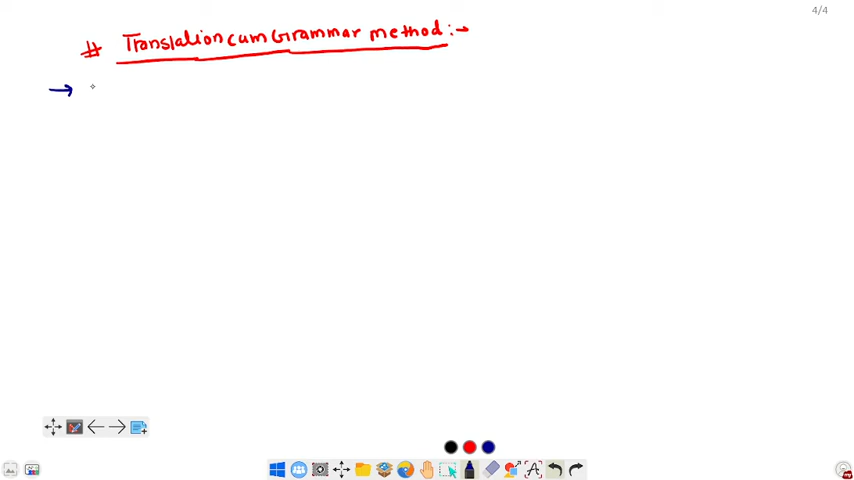 4/4
# Translation cum Grammar method :→
→